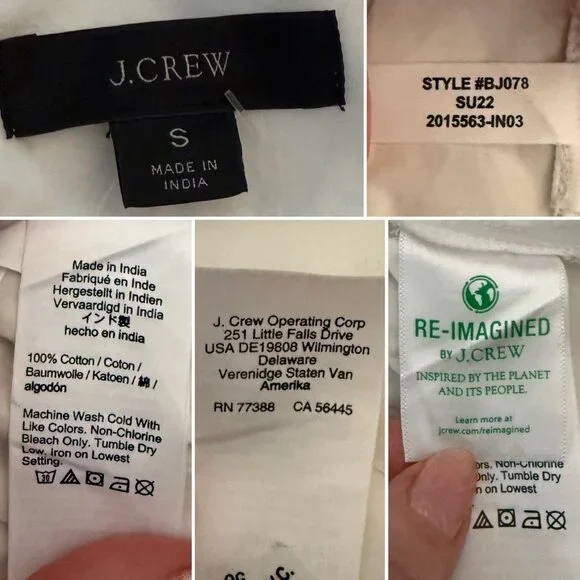 J.CREW
S
MADE IN
INDIA
STYLE #BJ078
SU22
2015563-IN03
Made in India
Fabriqué en Inde
Hergestellt in Indien
Vervaardigd in India
インド製
hecho en india
100% Cotton / Coton /
Baumwolle / Katoen / 綿 /
algodón
Machine Wash Cold With
Like Colors. Non-Chlorine
Bleach Only. Tumble Dry
Low. Iron on Lowest
Setting.
30
J. Crew Operating Corp
251 Little Falls Drive
USA DE19808 Wilmington
Delaware
Verenidge Staten Van
Amerika
RN 77388 CA 56445
RE-IMAGINED
BY J.CREW
INSPIRED BY THE PLANET
AND ITS PEOPLE.
Learn more at
jcrew.com/reimagined
ors. Non-Chlorine
Only. Tumble Dry
n on Lowest